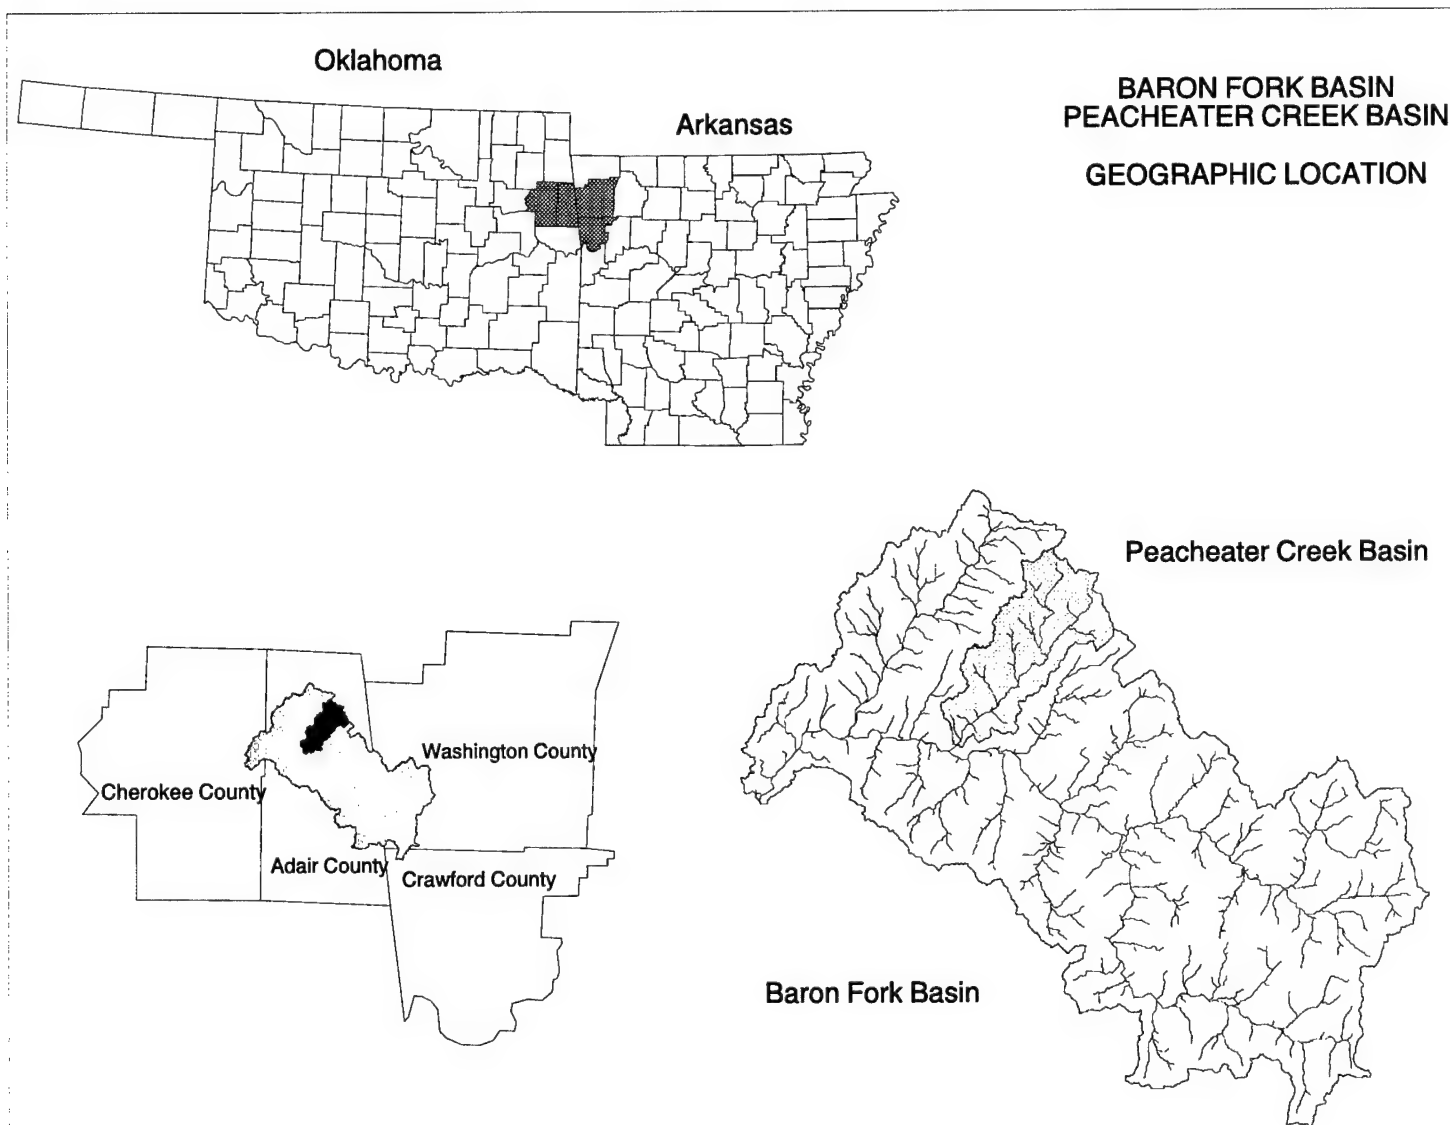 Oklahoma
Arkansas
BARON FORK BASIN
PEACHEATER CREEK BASIN
GEOGRAPHIC LOCATION
Peacheater Creek Basin
Washington County
Cherokee County
Adair County
Crawford County
Baron Fork Basin